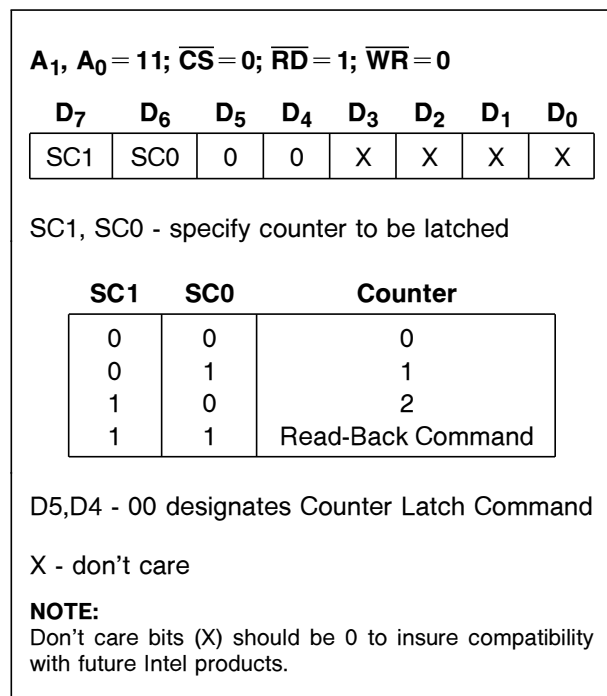 A1, A0 = 11; C̅S̅ = 0; R̅D̅ = 1; W̅R̅ = 0
D7 D6 D5 D4 D3 D2 D1 D0
SC1 SC0 0 0 X X X X
SC1, SC0 - specify counter to be latched
SC1 SC0 Counter
0 0 0
0 1 1
1 0 2
1 1 Read-Back Command
D5,D4 - 00 designates Counter Latch Command
X - don't care
NOTE:
Don't care bits (X) should be 0 to insure compatibility
with future Intel products.